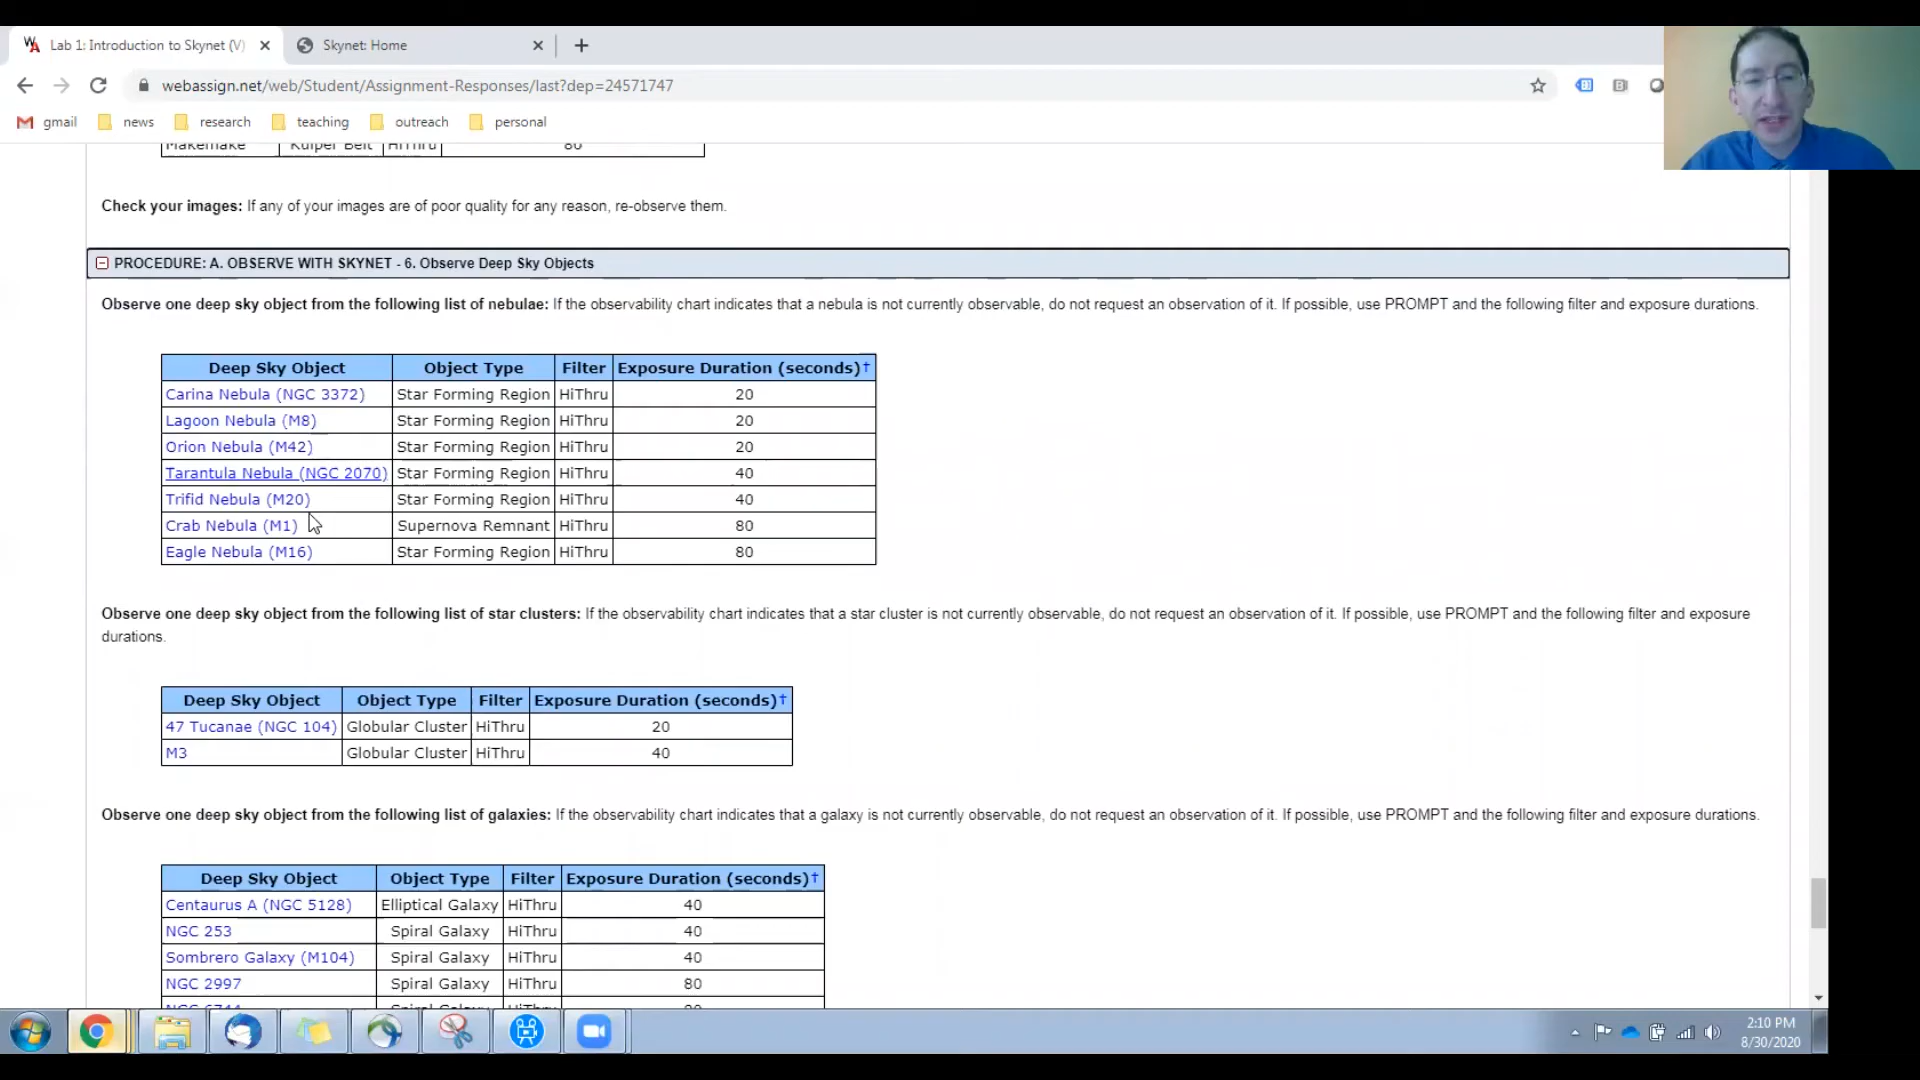 Lab 1: Introduction to Skynet (V)
Skynet: Home
webassign.net/web/Student/Assignment-Responses/last?dep=24571747
gmail news research teaching outreach personal
Makemake Kuiper Belt HiThru 80
Check your images: If any of your images are of poor quality for any reason, re-observe them.
PROCEDURE: A. OBSERVE WITH SKYNET - 6. Observe Deep Sky Objects
Observe one deep sky object from the following list of nebulae: If the observability chart indicates that a nebula is not currently observable, do not request an observation of it. If possible, use PROMPT and the following filter and exposure durations.
Deep Sky Object Object Type Filter Exposure Duration (seconds)†
Carina Nebula (NGC 3372) Star Forming Region HiThru 20
Lagoon Nebula (M8) Star Forming Region HiThru 20
Orion Nebula (M42) Star Forming Region HiThru 20
Tarantula Nebula (NGC 2070) Star Forming Region HiThru 40
Trifid Nebula (M20) Star Forming Region HiThru 40
Crab Nebula (M1) Supernova Remnant HiThru 80
Eagle Nebula (M16) Star Forming Region HiThru 80
Observe one deep sky object from the following list of star clusters: If the observability chart indicates that a star cluster is not currently observable, do not request an observation of it. If possible, use PROMPT and the following filter and exposure
durations.
Deep Sky Object Object Type Filter Exposure Duration (seconds)†
47 Tucanae (NGC 104) Globular Cluster HiThru 20
M3 Globular Cluster HiThru 40
Observe one deep sky object from the following list of galaxies: If the observability chart indicates that a galaxy is not currently observable, do not request an observation of it. If possible, use PROMPT and the following filter and exposure durations.
Deep Sky Object Object Type Filter Exposure Duration (seconds)†
Centaurus A (NGC 5128) Elliptical Galaxy HiThru 40
NGC 253 Spiral Galaxy HiThru 40
Sombrero Galaxy (M104) Spiral Galaxy HiThru 40
NGC 2997 Spiral Galaxy HiThru 80
NGC 6744 Spiral Galaxy HiThru
2:10 PM
8/30/2020